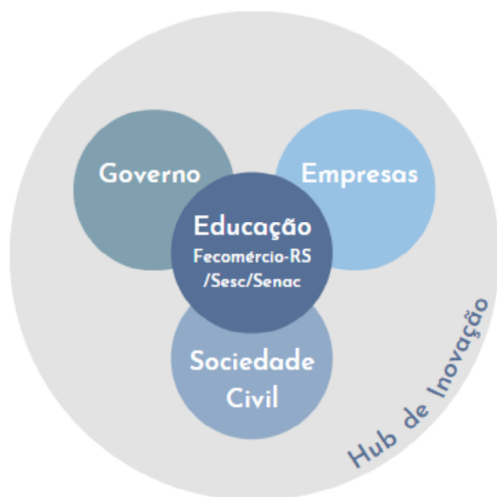 Governo
Empresas
Educação
Fecomércio-RS
/Sesc/Senac
Sociedade
Civil
Hub de Inovação